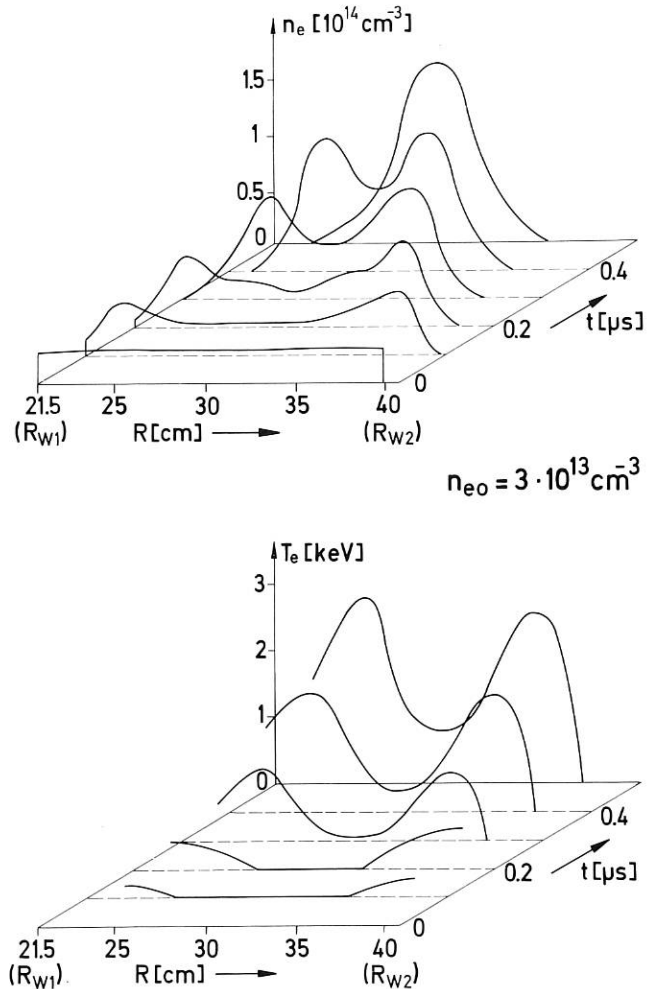 n_e [10^14 cm^-3]
1.5
1
0.5
0
0.4
0.2
t [µs]
0
21.5 25 30 35 40
(R_W1) R [cm] (R_W2)
n_eo = 3 · 10^13 cm^-3
T_e [keV]
3
2
1
0
0.4
0.2
t [µs]
0
21.5 25 30 35 40
(R_W1) R [cm] (R_W2)